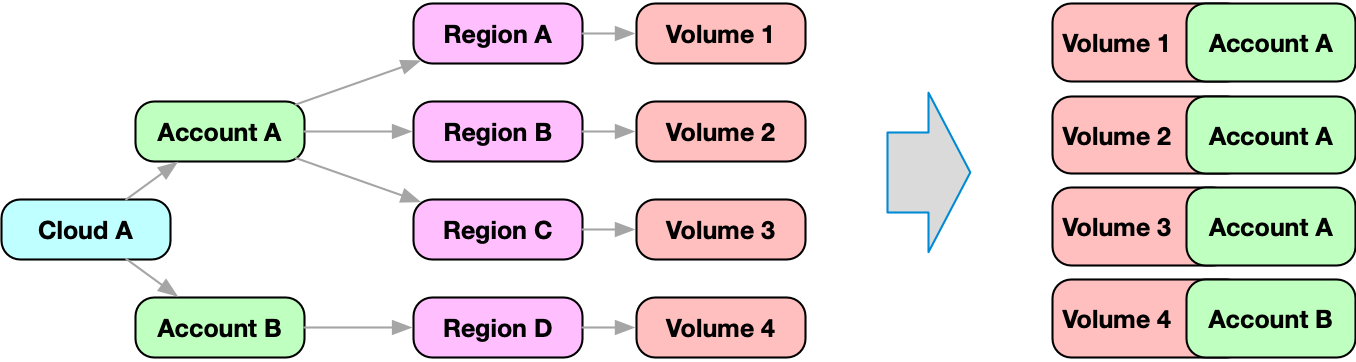 Region A
Volume 1
Account A
Region B
Volume 2
Cloud A
Region C
Volume 3
Account B
Region D
Volume 4
Volume 1
Account A
Volume 2
Account A
Volume 3
Account A
Volume 4
Account B